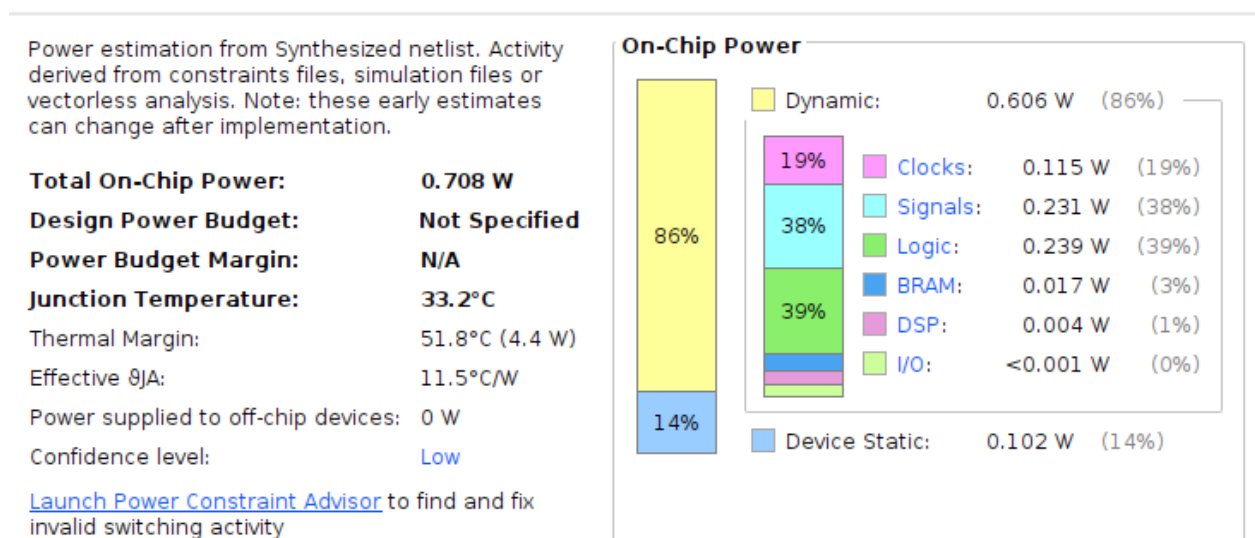 Power estimation from Synthesized netlist. Activity
derived from constraints files, simulation files or
vectorless analysis. Note: these early estimates
can change after implementation.
Total On-Chip Power: 0.708 W
Design Power Budget: Not Specified
Power Budget Margin: N/A
Junction Temperature: 33.2°C
Thermal Margin: 51.8°C (4.4 W)
Effective ϑJA: 11.5°C/W
Power supplied to off-chip devices: 0 W
Confidence level: Low
Launch Power Constraint Advisor to find and fix
invalid switching activity
On-Chip Power
86%
14%
Dynamic: 0.606 W (86%)
19%
38%
39%
Clocks: 0.115 W (19%)
Signals: 0.231 W (38%)
Logic: 0.239 W (39%)
BRAM: 0.017 W (3%)
DSP: 0.004 W (1%)
I/O: <0.001 W (0%)
Device Static: 0.102 W (14%)